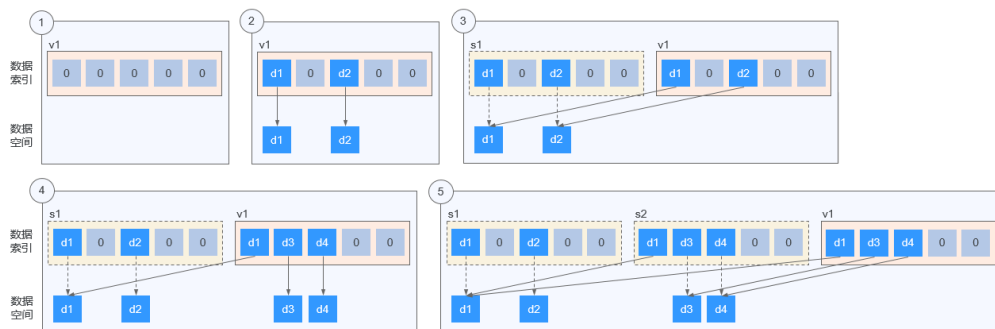 1
v1
数据
索引
0 0 0 0 0
数据
空间
2
v1
d1 0 d2 0 0
d1 d2
3
s1 v1
d1 0 d2 0 0 d1 0 d2 0 0
d1 d2
4
s1 v1
数据
索引
d1 0 d2 0 0 d1 d3 d4 0 0
数据
空间
d1 d2 d3 d4
5
s1 s2 v1
d1 0 d2 0 0 d1 d3 d4 0 0 d1 d3 d4 0 0
d1 d2 d3 d4